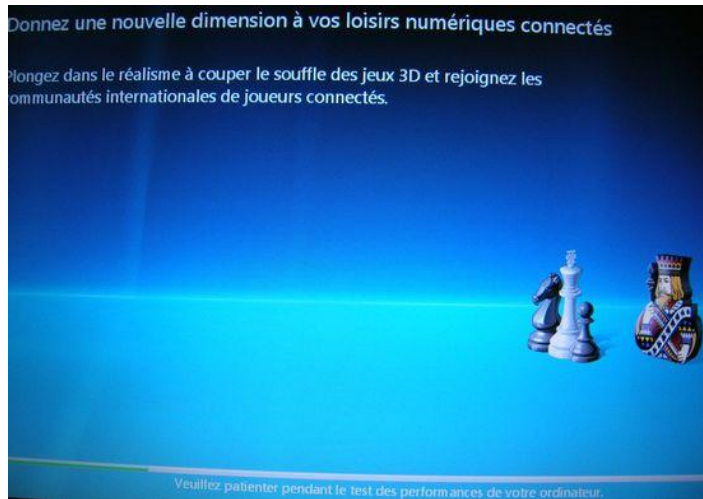 Donnez une nouvelle dimension à vos loisirs numériques connectés
Plongez dans le réalisme à couper le souffle des jeux 3D et rejoignez les
communautés internationales de joueurs connectés.
Veuillez patienter pendant le test des performances de votre ordinateur.